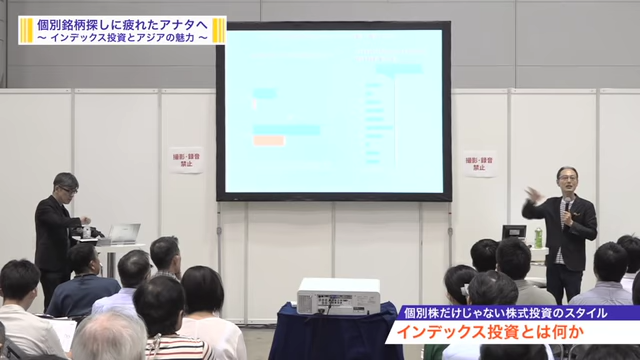 個別銘柄探しに疲れたアナタへ
～ インデックス投資とアジアの魅力 ～
撮影・録音
禁止
撮影・録音
禁止
個別株だけじゃない株式投資のスタイル
インデックス投資とは何か